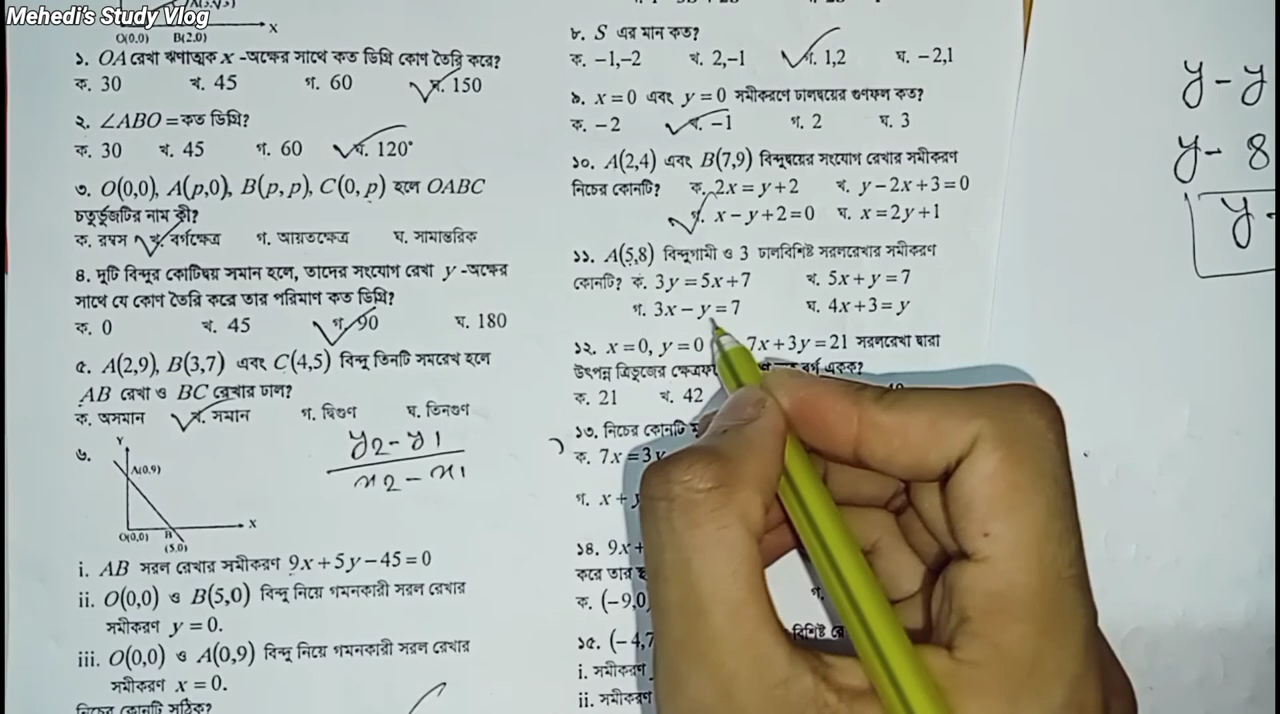 Mehedi's Study Vlog
O(0,0) B(2,0) X
১. OA রেখা ঋণাত্মক x -অক্ষের সাথে কত ডিগ্রি কোণ তৈরি করে?
ক. 30 খ. 45 গ. 60 ঘ. 150
২. ∠ABO = কত ডিগ্রি?
ক. 30 খ. 45 গ. 60 ঘ. 120°
৩. O(0,0), A(p,0), B(p, p), C(0, p) হলে OABC
চতুর্ভুজটির নাম কী?
ক. রম্বস খ. বর্গক্ষেত্র গ. আয়তক্ষেত্র ঘ. সামান্তরিক
৪. দুটি বিন্দুর কোটিদ্বয় সমান হলে, তাদের সংযোগ রেখা y -অক্ষের
সাথে যে কোণ তৈরি করে তার পরিমাণ কত ডিগ্রি?
ক. 0 খ. 45 গ. 90 ঘ. 180
৫. A(2,9), B(3,7) এবং C(4,5) বিন্দু তিনটি সমরেখ হলে
AB রেখা ও BC রেখার ঢাল?
ক. অসমান খ. সমান গ. দ্বিগুণ ঘ. তিনগুণ
y2 - y1
x2 - x1
৬.
Y
A(0,9)
O(0,0) B X
(5,0)
i. AB সরল রেখার সমীকরণ 9x+5y−45=0
ii. O(0,0) ও B(5,0) বিন্দু দিয়ে গমনকারী সরল রেখার
সমীকরণ y = 0.
iii. O(0,0) ও A(0,9) বিন্দু দিয়ে গমনকারী সরল রেখার
সমীকরণ x = 0.
নিচের কোনটি সঠিক?
৮. S এর মান কত?
ক. −1,−2 খ. 2,−1 গ. 1,2 ঘ. −2,1
৯. x=0 এবং y=0 সমীকরণে ঢালদ্বয়ের গুণফল কত?
ক. −2 খ. −1 গ. 2 ঘ. 3
১০. A(2,4) এবং B(7,9) বিন্দুদ্বয়ের সংযোগ রেখার সমীকরণ
নিচের কোনটি? ক. 2x = y+2 খ. y−2x+3=0
গ. x−y+2=0 ঘ. x=2y+1
১১. A(5,8) বিন্দুগামী ও 3 ঢালবিশিষ্ট সরলরেখার সমীকরণ
কোনটি? ক. 3y=5x+7 খ. 5x+y=7
গ. 3x−y=7 ঘ. 4x+3=y
১২. x=0, y=0 7x+3y=21 সরলরেখা দ্বারা
উৎপন্ন ত্রিভুজের বর্গ একক?
ক. 21 খ. 42
১৩. নিচের কোনটি
ক. 7x=3y
গ. x+y
১৪. 9x+
করে তার
ক. (−9,0
১৫. (−4,7
i. সমীকরণ
ii. সমীকরণ
y - y
y - 8
y -